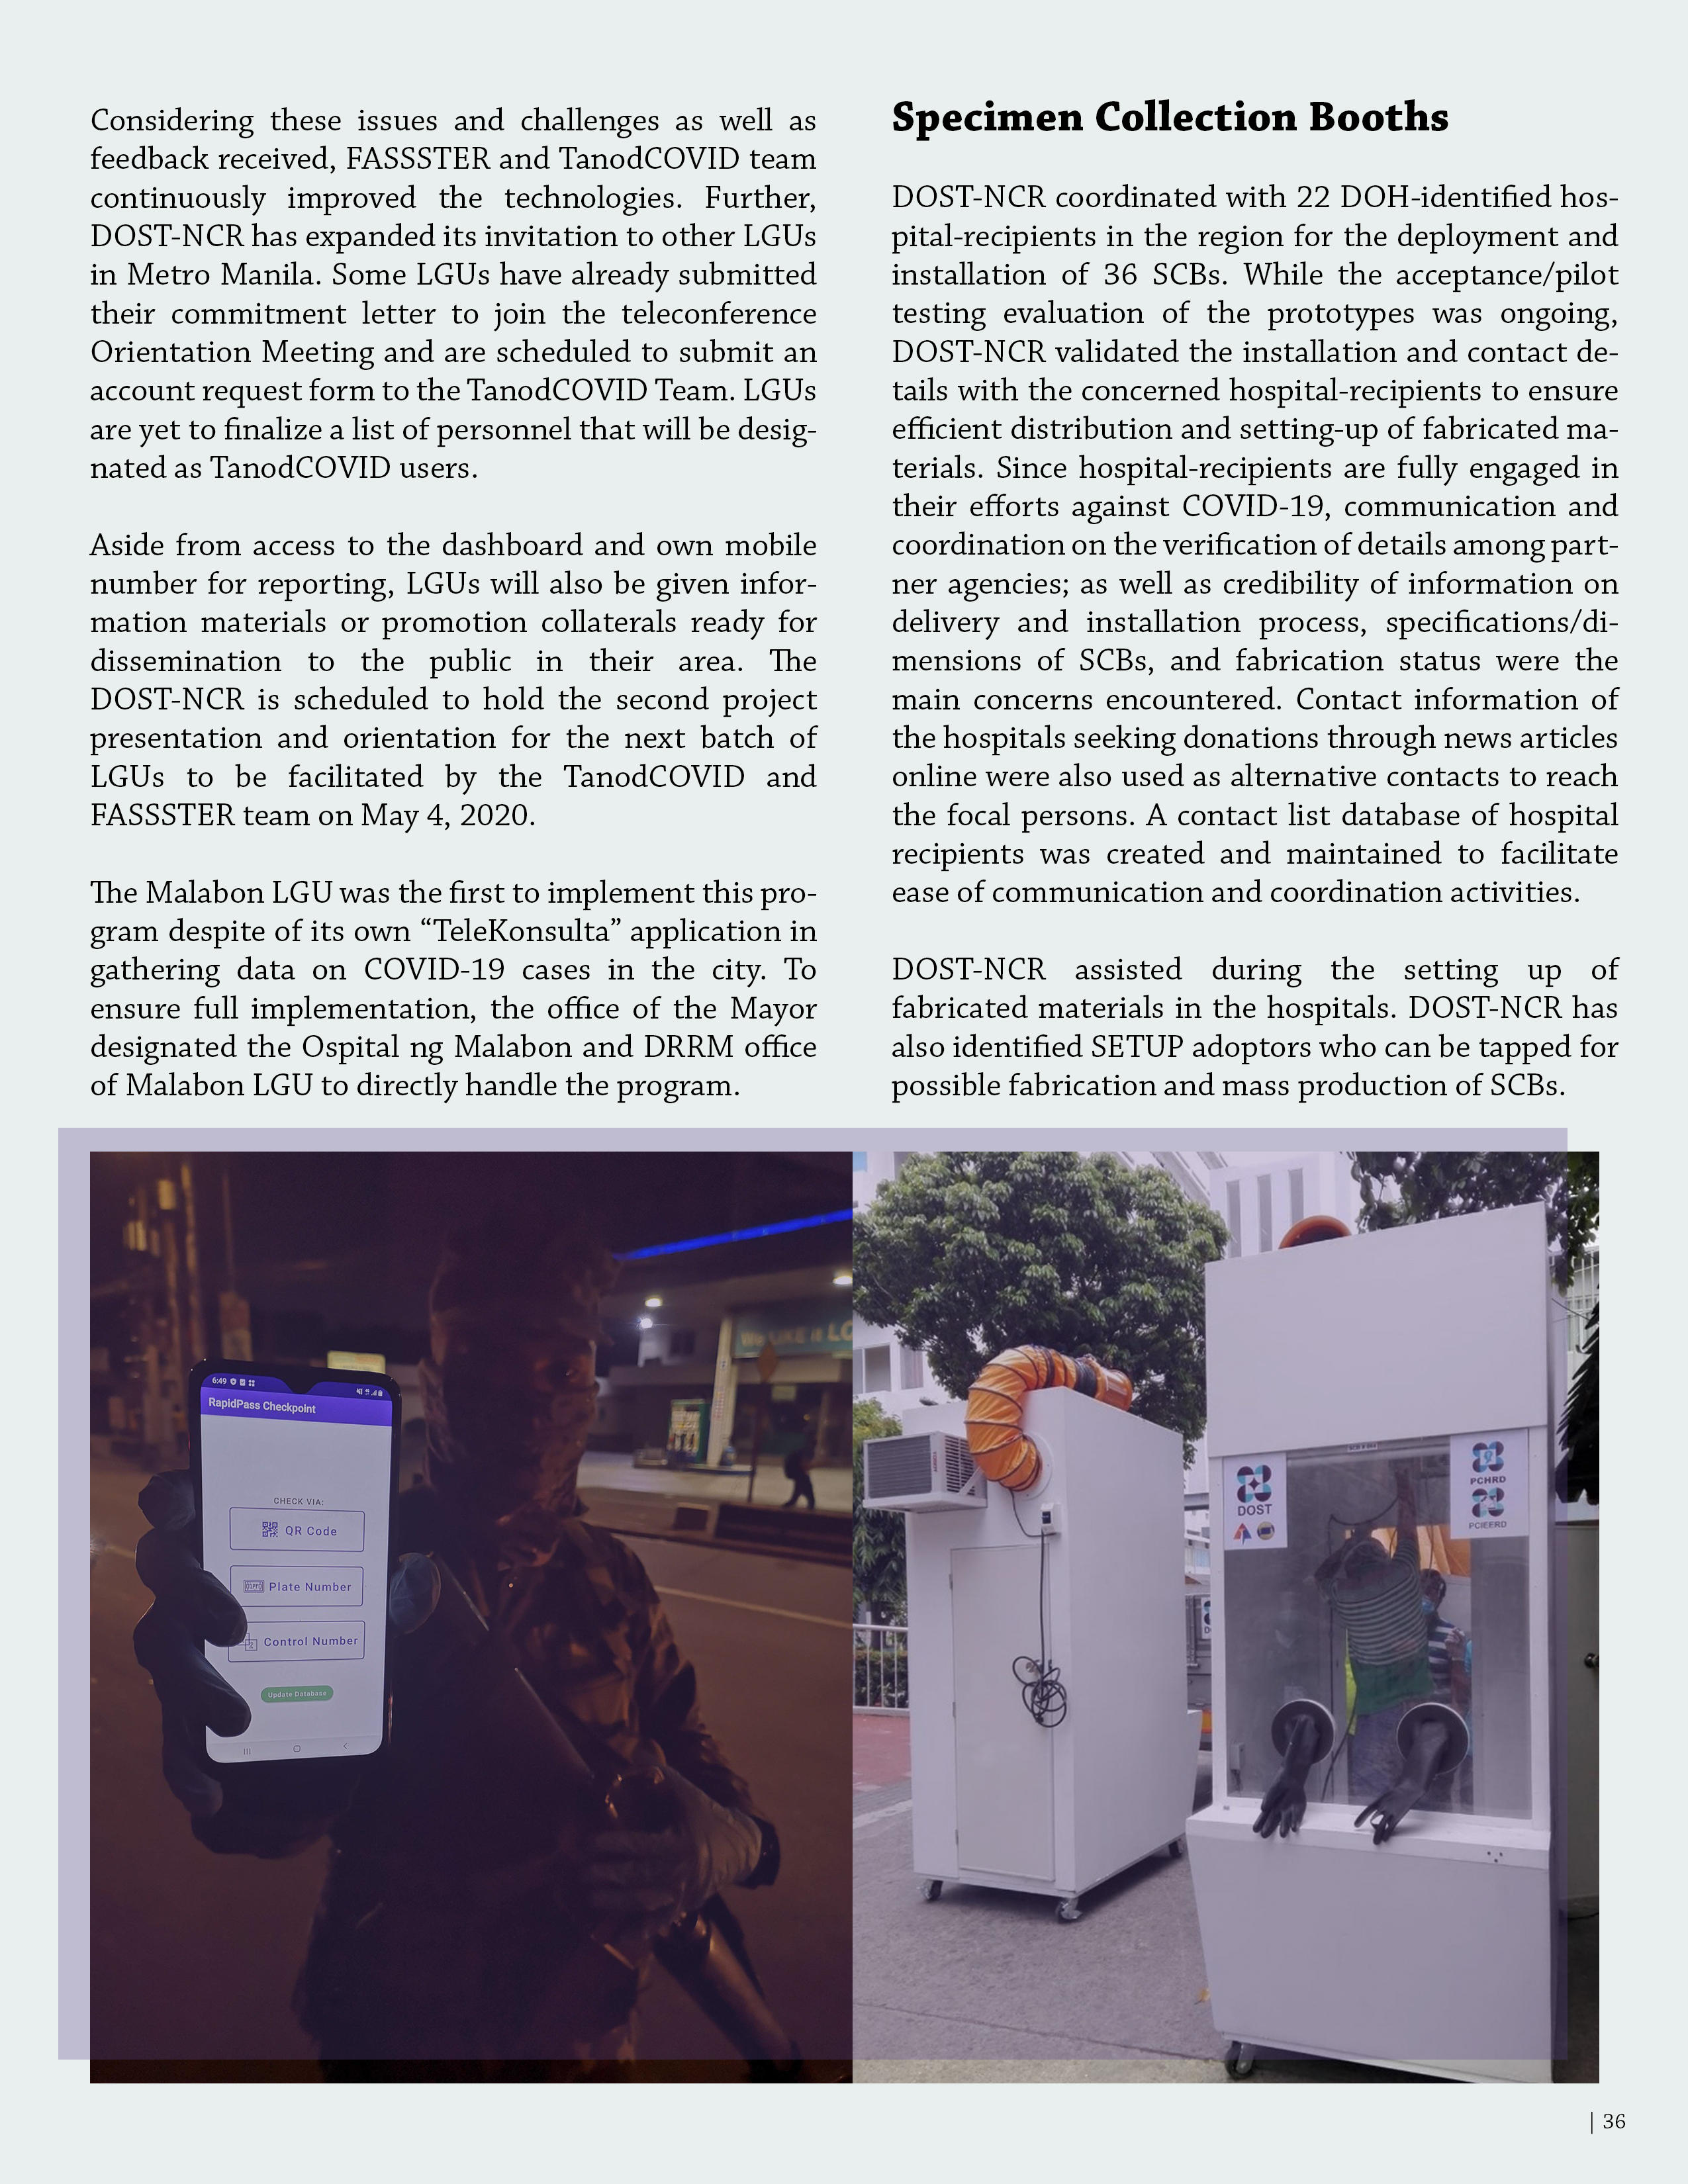 Considering these issues and challenges as well as
feedback received, FASSSTER and TanodCOVID team
continuously improved the technologies. Further,
DOST-NCR has expanded its invitation to other LGUs
in Metro Manila. Some LGUs have already submitted
their commitment letter to join the teleconference
Orientation Meeting and are scheduled to submit an
account request form to the TanodCOVID Team. LGUs
are yet to finalize a list of personnel that will be desig-
nated as TanodCOVID users.
Aside from access to the dashboard and own mobile
number for reporting, LGUs will also be given infor-
mation materials or promotion collaterals ready for
dissemination to the public in their area. The
DOST-NCR is scheduled to hold the second project
presentation and orientation for the next batch of
LGUs to be facilitated by the TanodCOVID and
FASSSTER team on May 4, 2020.
The Malabon LGU was the first to implement this pro-
gram despite of its own “TeleKonsulta” application in
gathering data on COVID-19 cases in the city. To
ensure full implementation, the office of the Mayor
designated the Ospital ng Malabon and DRRM office
of Malabon LGU to directly handle the program.
Specimen Collection Booths
DOST-NCR coordinated with 22 DOH-identified hos-
pital-recipients in the region for the deployment and
installation of 36 SCBs. While the acceptance/pilot
testing evaluation of the prototypes was ongoing,
DOST-NCR validated the installation and contact de-
tails with the concerned hospital-recipients to ensure
efficient distribution and setting-up of fabricated ma-
terials. Since hospital-recipients are fully engaged in
their efforts against COVID-19, communication and
coordination on the verification of details among part-
ner agencies; as well as credibility of information on
delivery and installation process, specifications/di-
mensions of SCBs, and fabrication status were the
main concerns encountered. Contact information of
the hospitals seeking donations through news articles
online were also used as alternative contacts to reach
the focal persons. A contact list database of hospital
recipients was created and maintained to facilitate
ease of communication and coordination activities.
DOST-NCR assisted during the setting up of
fabricated materials in the hospitals. DOST-NCR has
also identified SETUP adoptors who can be tapped for
possible fabrication and mass production of SCBs.
6:49
RapidPass Checkpoint
CHECK VIA:
QR Code
Plate Number
Control Number
Update Database
DOST
PCHRD
PCIEERD
| 36